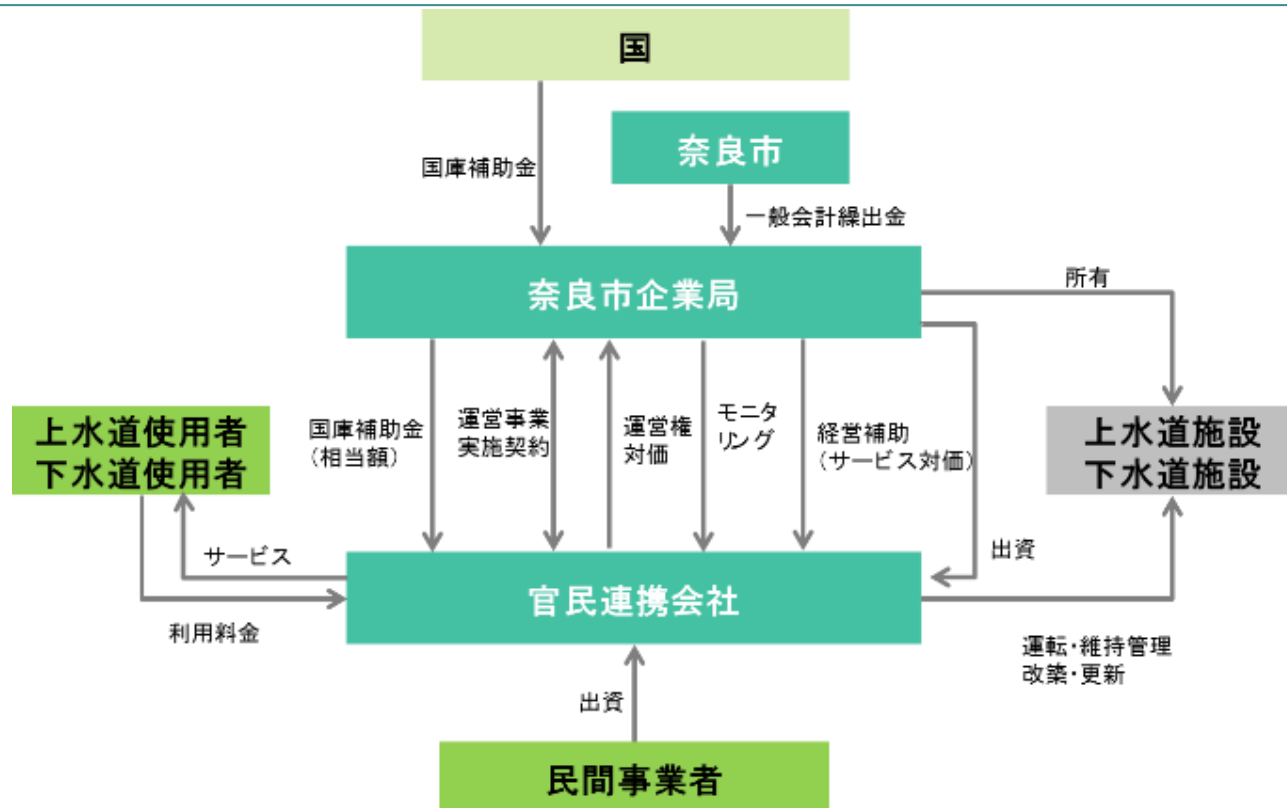 国
奈良市
国庫補助金
一般会計繰出金
奈良市企業局
所有
国庫補助金
(相当額)
運営事業
実施契約
運営権
対価
モニタ
リング
経営補助
(サービス対価)
上水道使用者
下水道使用者
上水道施設
下水道施設
サービス
出資
官民連携会社
利用料金
運転・維持管理
改築・更新
出資
民間事業者